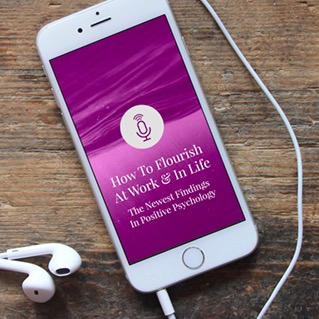 How To Flourish
At Work & In Life
The Newest Findings
In Positive Psychology